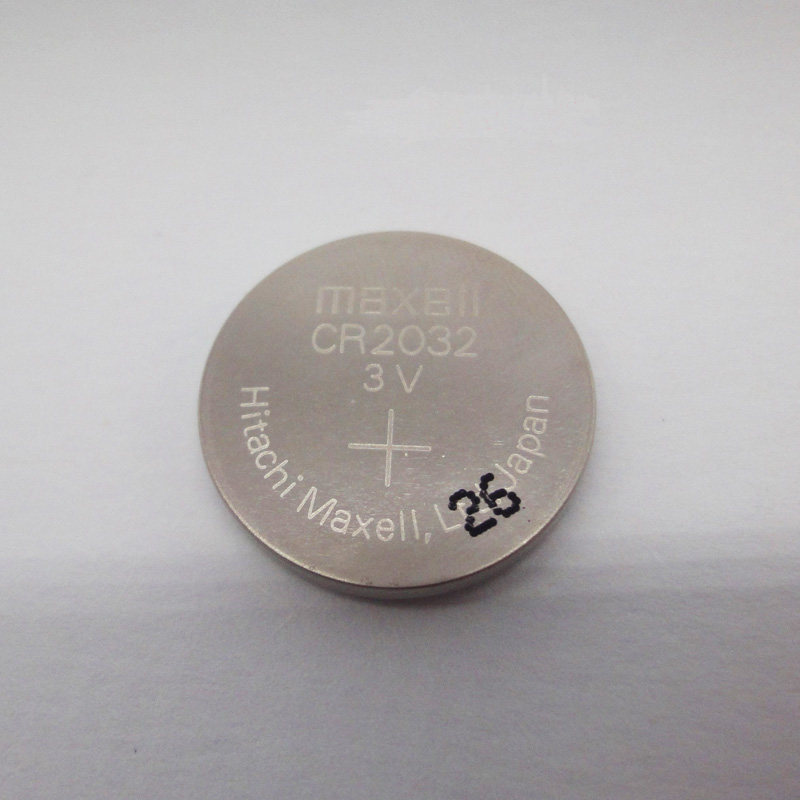 maxell
CR2032
3V
+
Hitachi Maxell, L Japan
26